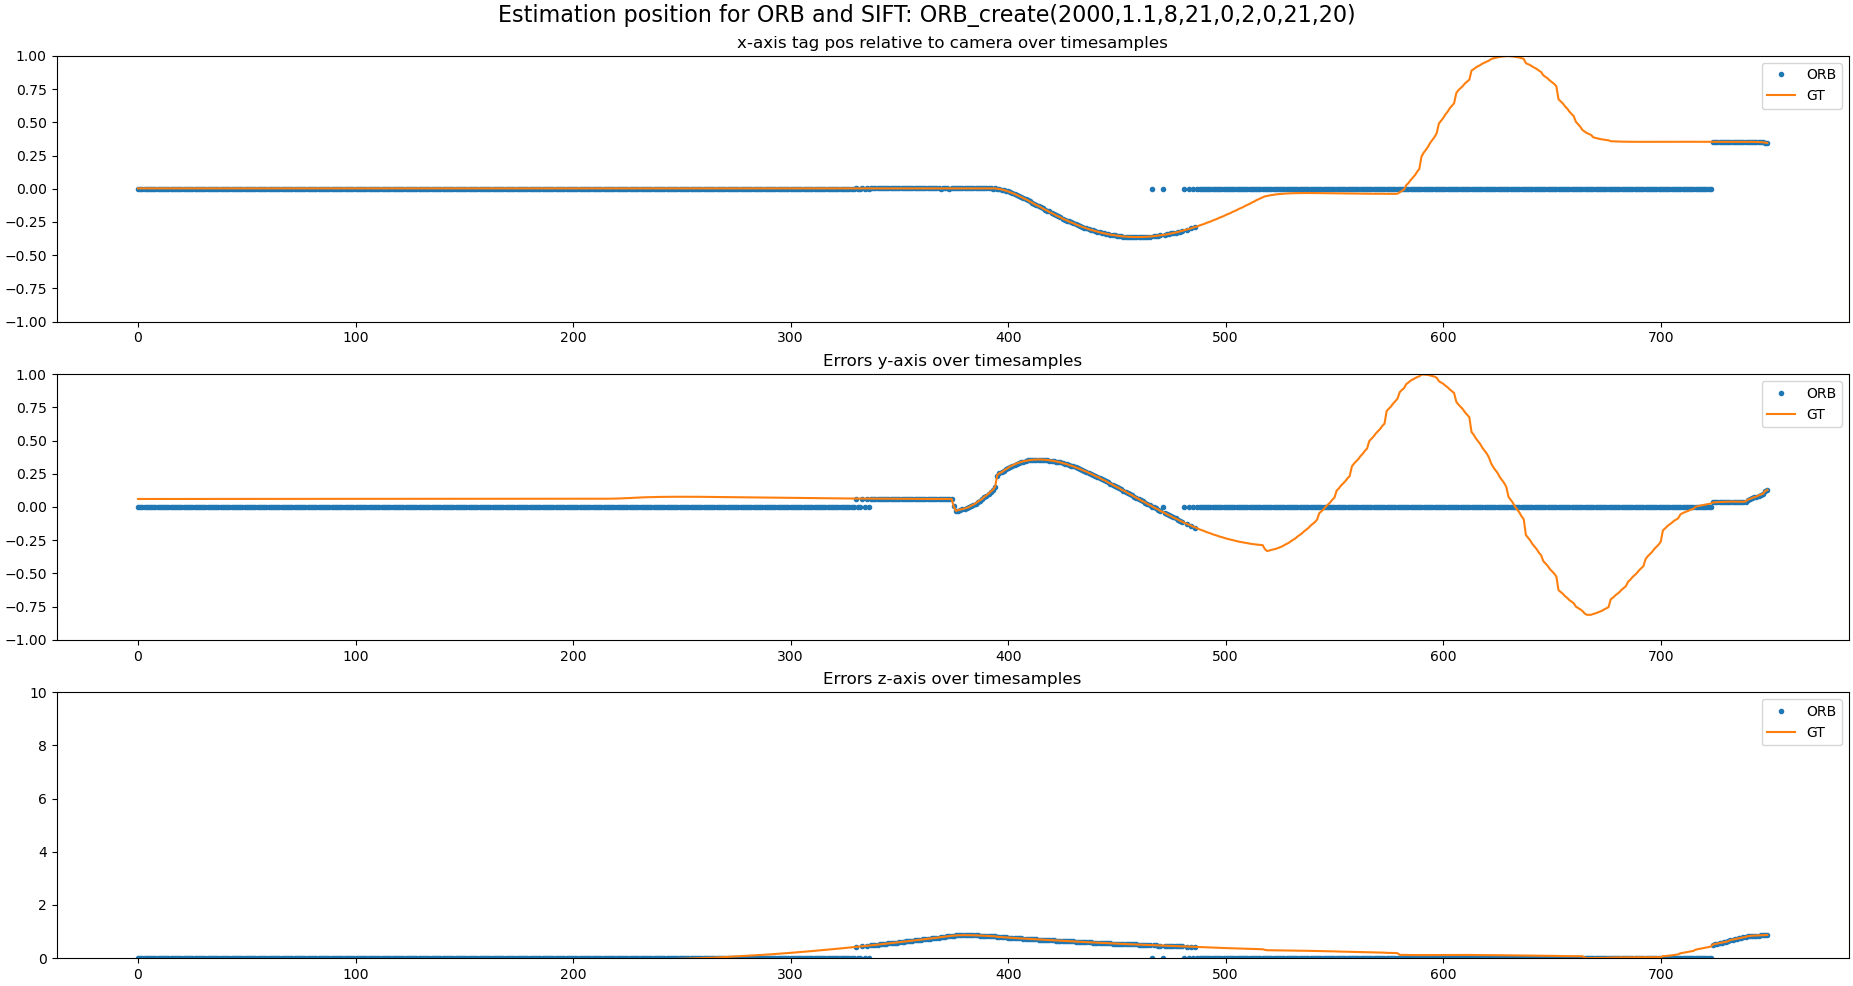 Estimation position for ORB and SIFT: ORB_create(2000,1.1,8,21,0,2,0,21,20)
x-axis tag pos relative to camera over timesamples
1.00
0.75
0.50
0.25
0.00
−0.25
−0.50
−0.75
−1.00
ORB
GT
0 100 200 300 400 500 600 700
Errors y-axis over timesamples
1.00
0.75
0.50
0.25
0.00
−0.25
−0.50
−0.75
−1.00
ORB
GT
0 100 200 300 400 500 600 700
Errors z-axis over timesamples
10
8
6
4
2
0
ORB
GT
0 100 200 300 400 500 600 700